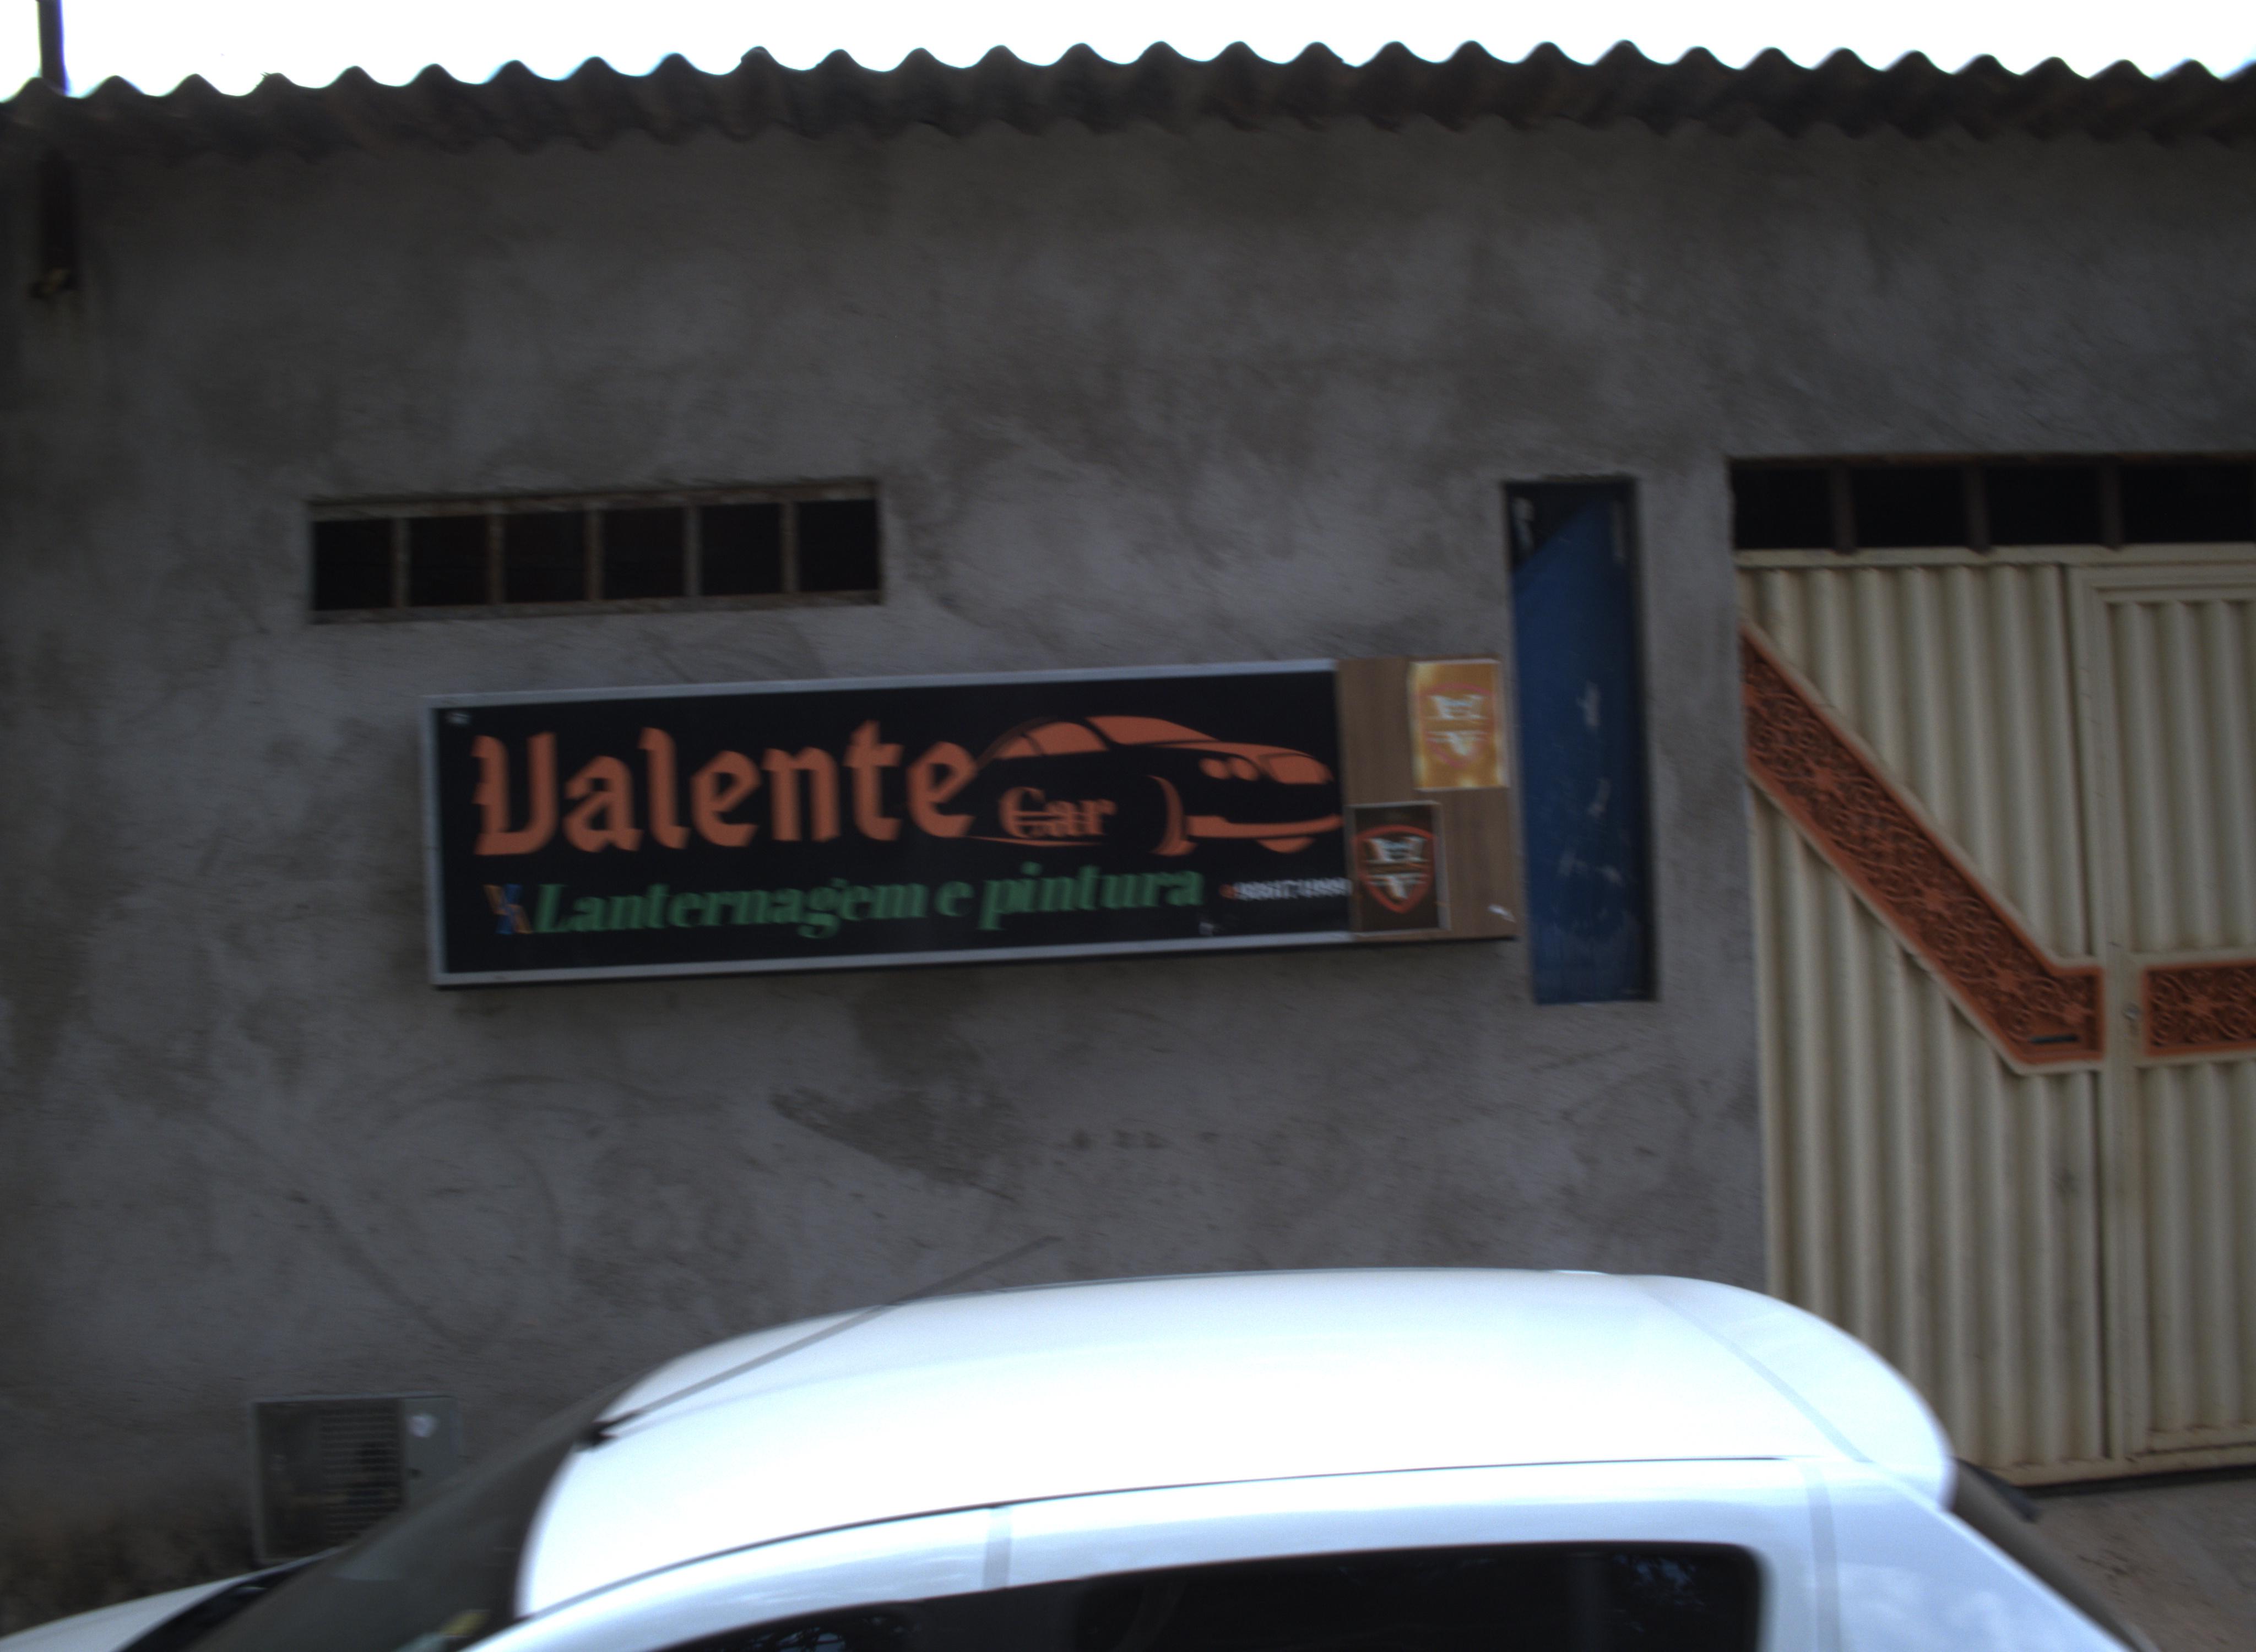 Valente
Car
Lanternagem e pintura